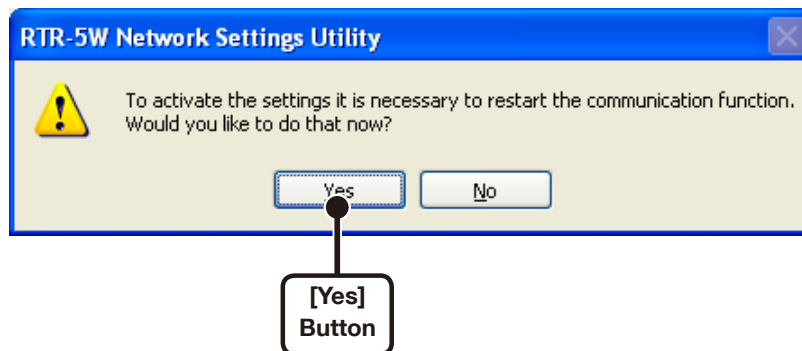 RTR-5W Network Settings Utility
To activate the settings it is necessary to restart the communication function.
Would you like to do that now?
Yes
No
[Yes]
Button